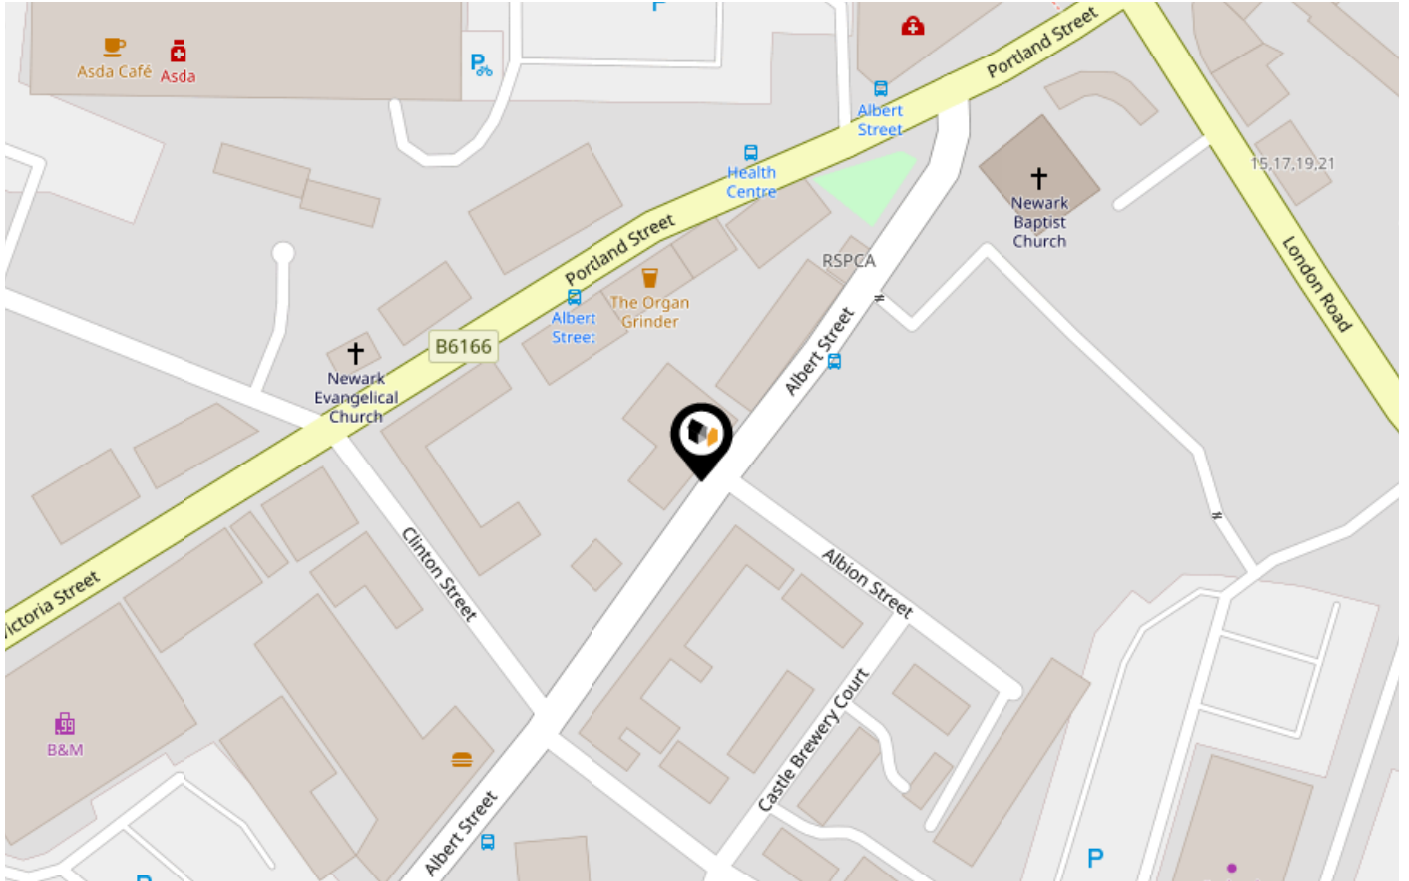 P
Portland Street
Asda Café
Asda
P
Albert
Street
Health
Centre
15,17,19,21
Newark
Baptist
Church
Portland Street
RSPCA
London Road
The Organ
Grinder
Albert
Street
B6166
Albert Street
Newark
Evangelical
Church
Clinton Street
Albion Street
Victoria Street
Castle Brewery Court
99
B&M
Albert Street
P
P